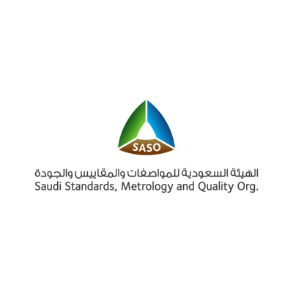 SASO
الهيئة السعودية للمواصفات والمقاييس والجودة
Saudi Standards, Metrology and Quality Org.